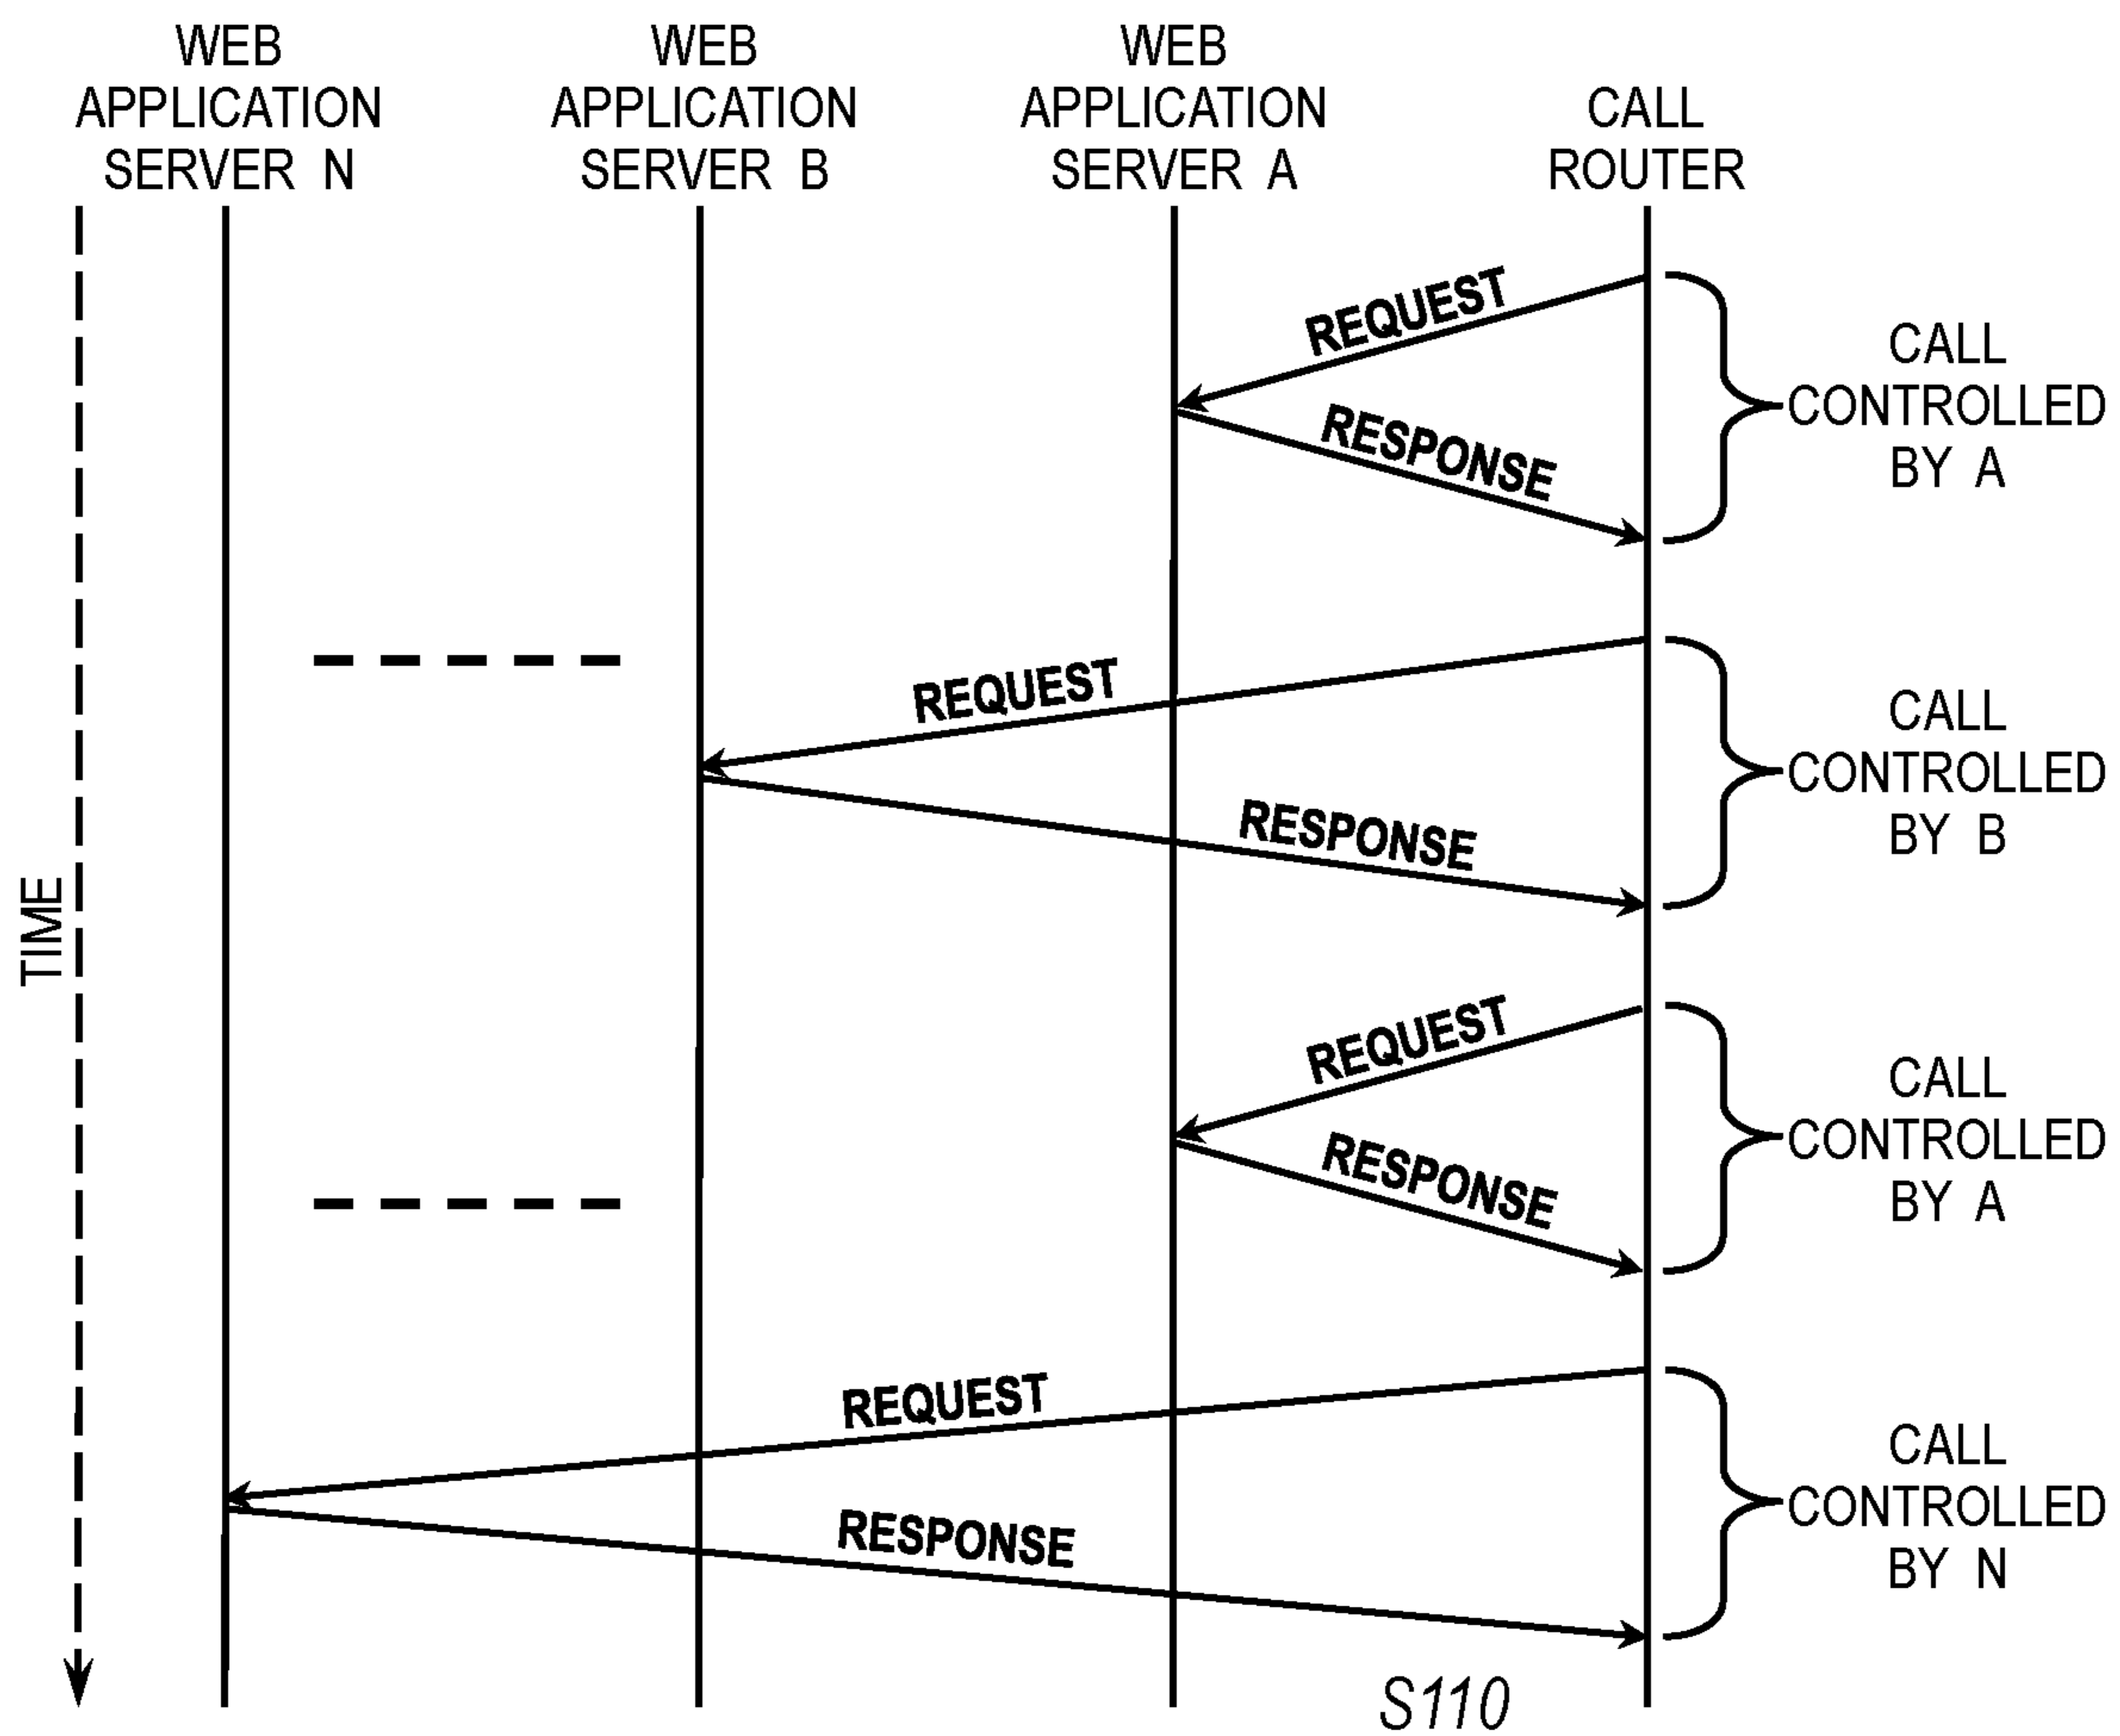 WEB
APPLICATION
SERVER N
WEB
APPLICATION
SERVER B
WEB
APPLICATION
SERVER A
CALL
ROUTER
REQUEST
RESPONSE
CALL
CONTROLLED
BY A
REQUEST
RESPONSE
CALL
CONTROLLED
BY B
TIME
REQUEST
RESPONSE
CALL
CONTROLLED
BY A
REQUEST
RESPONSE
CALL
CONTROLLED
BY N
S110